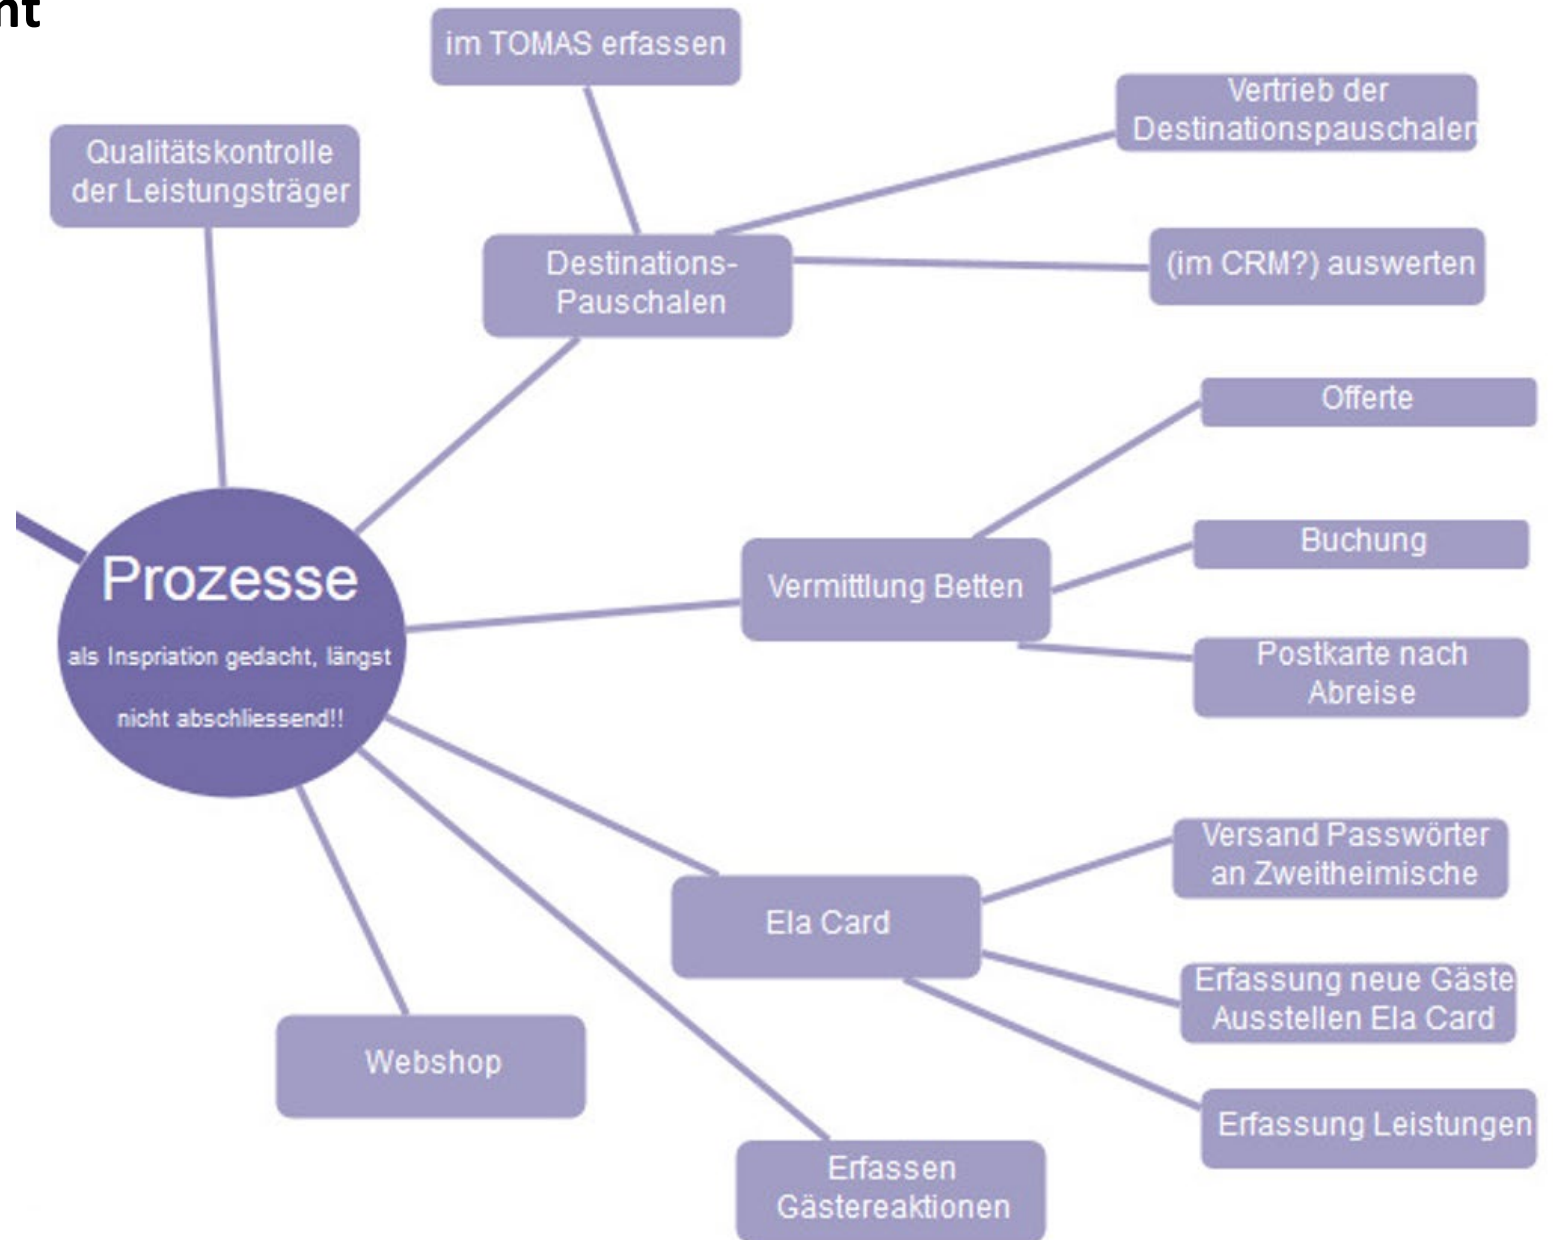 nt
im TOMAS erfassen
Vertrieb der
Destinationspauschalen
Qualitätskontrolle
der Leistungsträger
Destinations-
Pauschalen
(im CRM?) auswerten
Offerte
Buchung
Vermittlung Betten
Postkarte nach
Abreise
Prozesse
als Inspriation gedacht, längst
nicht abschliessend!!
Versand Passwörter
an Zweitheimische
Ela Card
Erfassung neue Gäste
Ausstellen Ela Card
Erfassung Leistungen
Webshop
Erfassen
Gästereaktionen